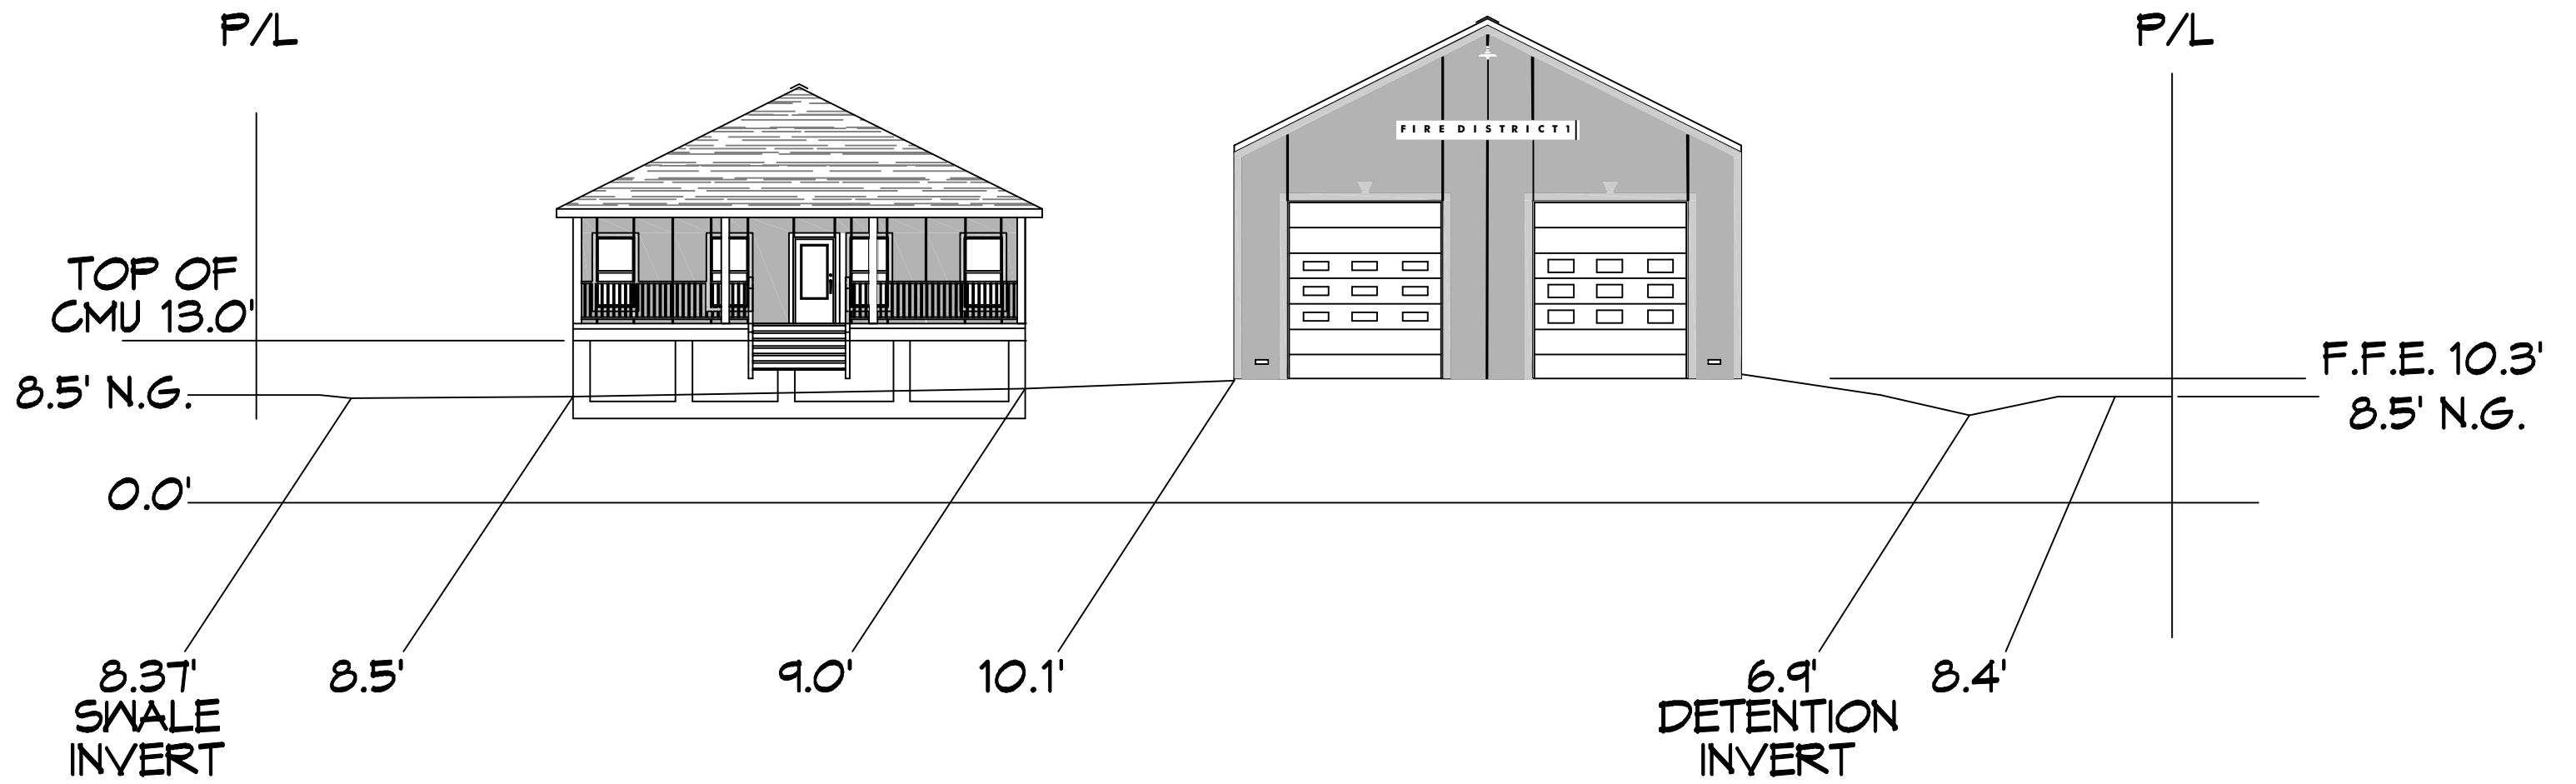 P/L
P/L
FIRE DISTRICT 1
TOP OF
CMU 13.0'
8.5' N.G.
F.F.E. 10.3'
8.5' N.G.
0.0'
8.37'
SWALE
INVERT
8.5'
9.0'
10.1'
6.9'
DETENTION
INVERT
8.4'